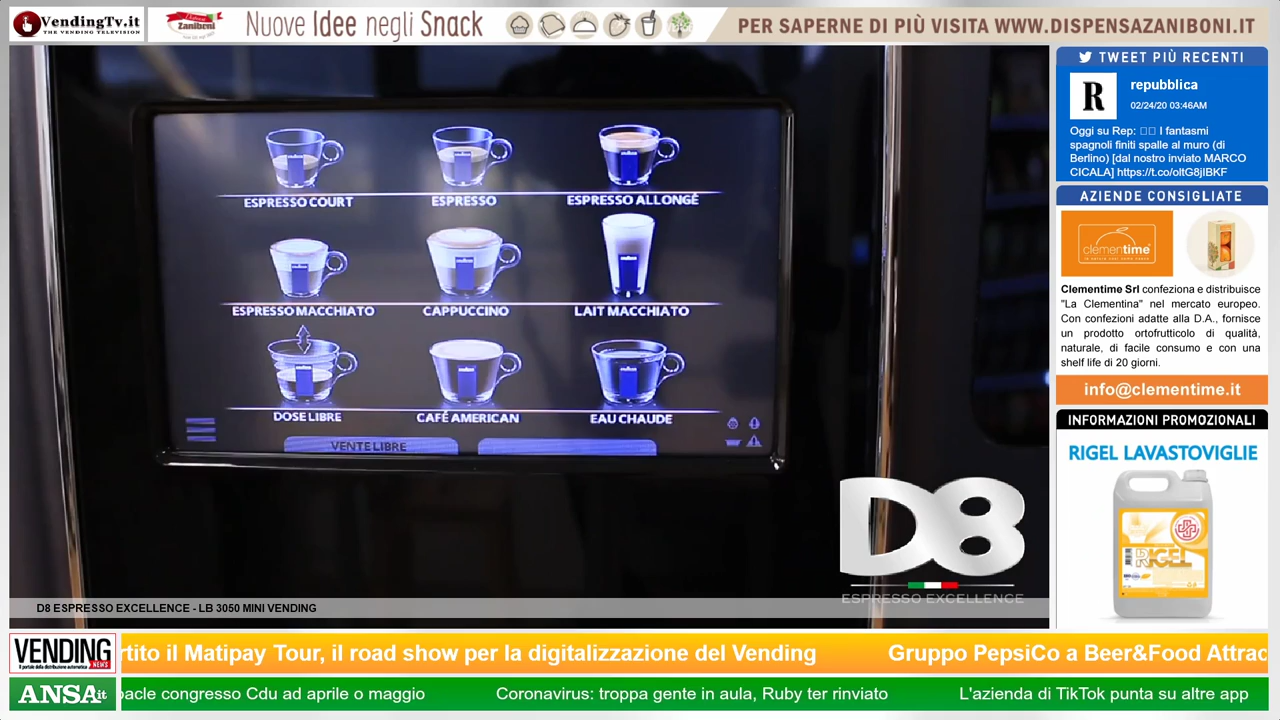 VendingTv.it
THE VENDING TELEVISION
Zaniboni
Nuove Idee negli Snack
PER SAPERNE DI PIÙ VISITA WWW.DISPENSAZANIBONI.IT
ESPRESSO COURT
ESPRESSO
ESPRESSO ALLONGÉ
ESPRESSO MACCHIATO
CAPPUCCINO
LAIT MACCHIATO
DOSE LIBRE
CAFÉ AMERICAN
EAU CHAUDE
VENTE LIBRE
D8
ESPRESSO EXCELLENCE
D8 ESPRESSO EXCELLENCE - LB 3050 MINI VENDING
TWEET PIÙ RECENTI
R
repubblica
02/24/20 03:46AM
Oggi su Rep: I fantasmi
spagnoli finiti spalle al muro (di
Berlino) [dal nostro inviato MARCO
CICALA] https://t.co/oltG8jIBKF
AZIENDE CONSIGLIATE
clementime
Clementime Srl confeziona e distribuisce
"La Clementina" nel mercato europeo.
Con confezioni adatte alla D.A., fornisce
un prodotto ortofrutticolo di qualità,
naturale, di facile consumo e con una
shelf life di 20 giorni.
info@clementime.it
INFORMAZIONI PROMOZIONALI
RIGEL LAVASTOVIGLIE
RIGEL
VENDING
NEWS
Il portale della distribuzione automatica
rtito il Matipay Tour, il road show per la digitalizzazione del Vending
Gruppo PepsiCo a Beer&Food Attrac
ANSA.it
pacle congresso Cdu ad aprile o maggio
Coronavirus: troppa gente in aula, Ruby ter rinviato
L'azienda di TikTok punta su altre app